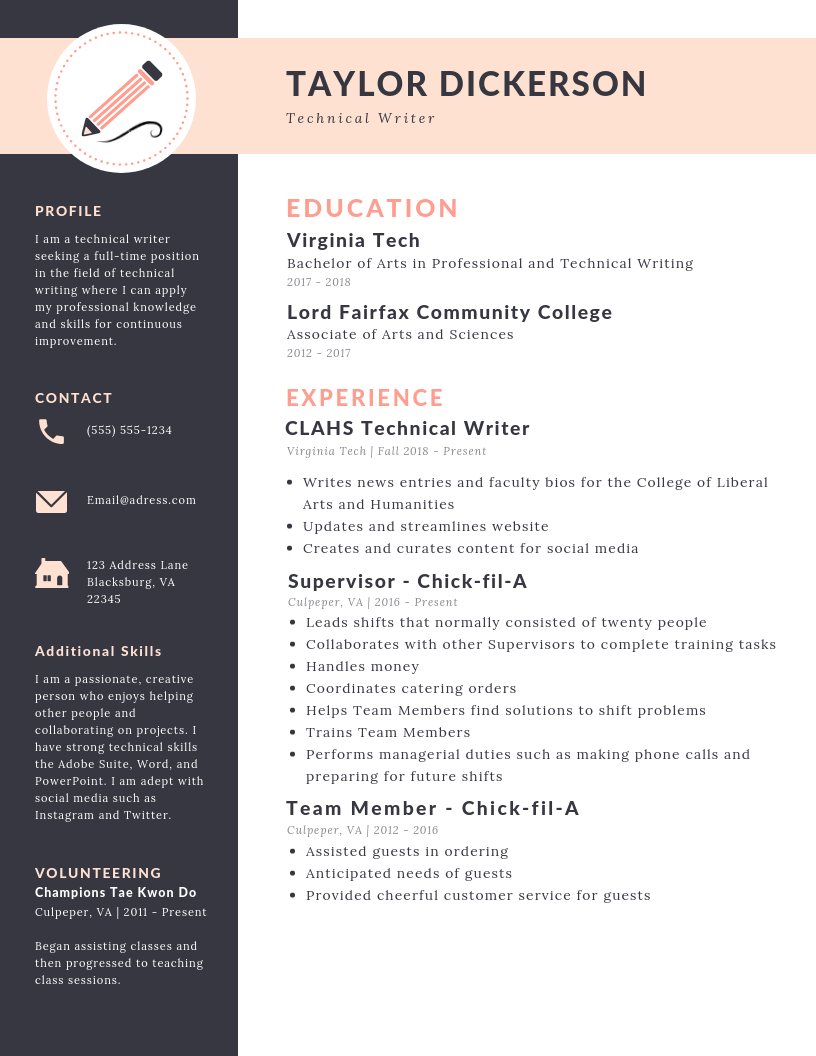 TAYLOR DICKERSON
Technical Writer
PROFILE
I am a technical writer
seeking a full-time position
in the field of technical
writing where I can apply
my professional knowledge
and skills for continuous
improvement.
CONTACT
(555) 555-1234
Email@adress.com
123 Address Lane
Blacksburg, VA
22345
Additional Skills
I am a passionate, creative
person who enjoys helping
other people and
collaborating on projects. I
have strong technical skills
the Adobe Suite, Word, and
PowerPoint. I am adept with
social media such as
Instagram and Twitter.
VOLUNTEERING
Champions Tae Kwon Do
Culpeper, VA | 2011 - Present
Began assisting classes and
then progressed to teaching
class sessions.
EDUCATION
Virginia Tech
Bachelor of Arts in Professional and Technical Writing
2017 - 2018
Lord Fairfax Community College
Associate of Arts and Sciences
2012 - 2017
EXPERIENCE
CLAHS Technical Writer
Virginia Tech | Fall 2018 - Present
• Writes news entries and faculty bios for the College of Liberal
Arts and Humanities
• Updates and streamlines website
• Creates and curates content for social media
Supervisor - Chick-fil-A
Culpeper, VA | 2016 - Present
• Leads shifts that normally consisted of twenty people
• Collaborates with other Supervisors to complete training tasks
• Handles money
• Coordinates catering orders
• Helps Team Members find solutions to shift problems
• Trains Team Members
• Performs managerial duties such as making phone calls and
preparing for future shifts
Team Member - Chick-fil-A
Culpeper, VA | 2012 - 2016
• Assisted guests in ordering
• Anticipated needs of guests
• Provided cheerful customer service for guests